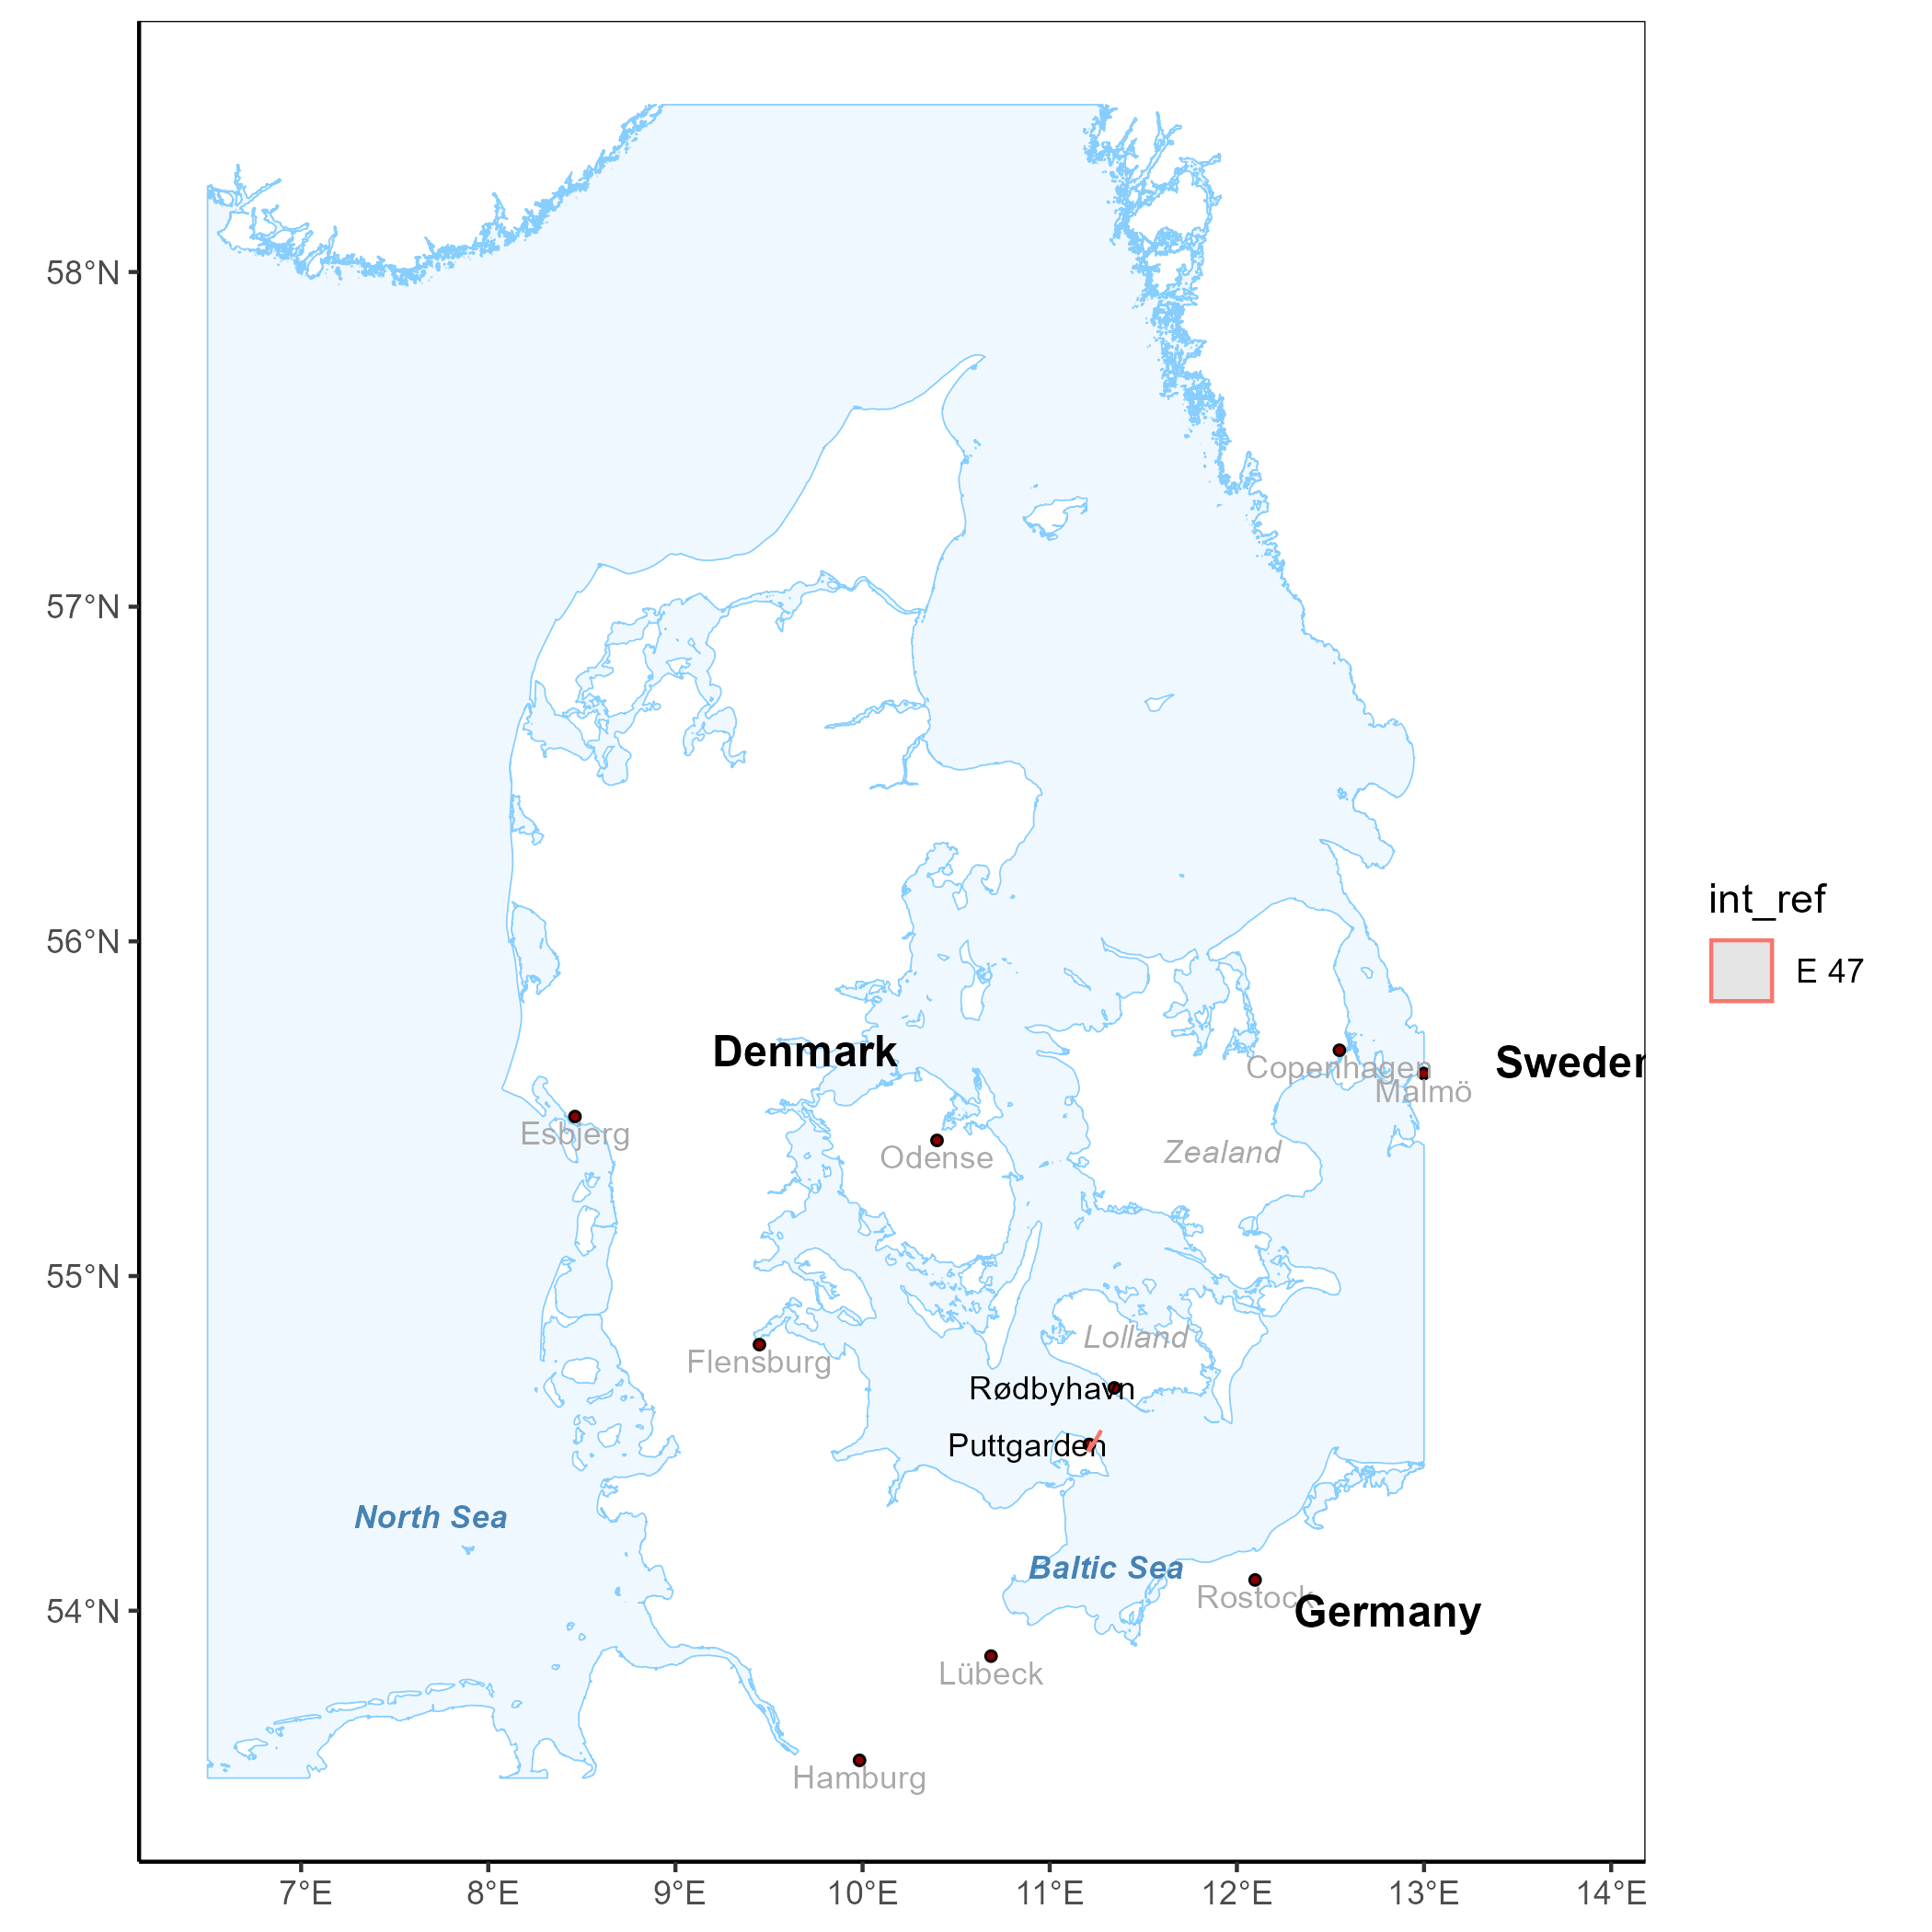 58°N
57°N
56°N
55°N
54°N
7°E
8°E
9°E
10°E
11°E
12°E
13°E
14°E
Denmark
Sweden
Copenhagen
Malmö
Esbjerg
Odense
Zealand
Lolland
Flensburg
Rødbyhavn
Puttgarden
North Sea
Baltic Sea
Rostock
Germany
Lübeck
Hamburg
int_ref
E 47